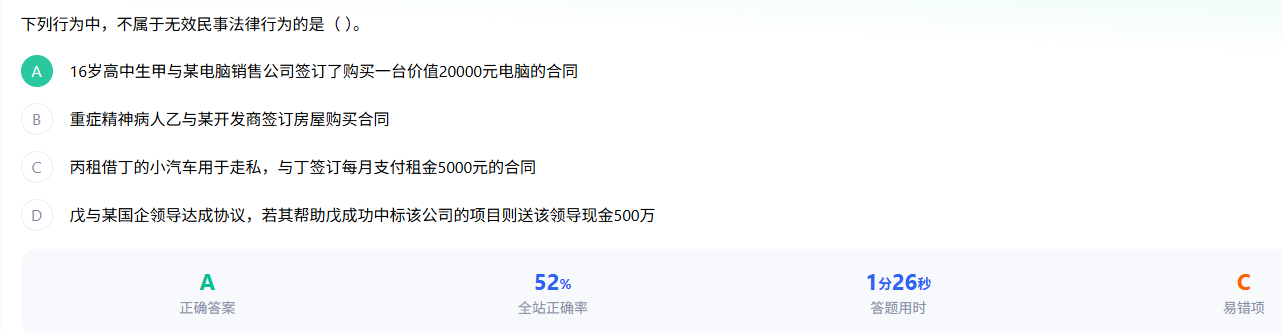 下列行为中，不属于无效民事法律行为的是（ ）。
A 16岁高中生甲与某电脑销售公司签订了购买一台价值20000元电脑的合同
B 重症精神病人乙与某开发商签订房屋购买合同
C 丙租借丁的小汽车用于走私，与丁签订每月支付租金5000元的合同
D 戊与某国企领导达成协议，若其帮助戊成功中标该公司的项目则送该领导现金500万
A 52% 1分26秒 C
正确答案 全站正确率 答题用时 易错项